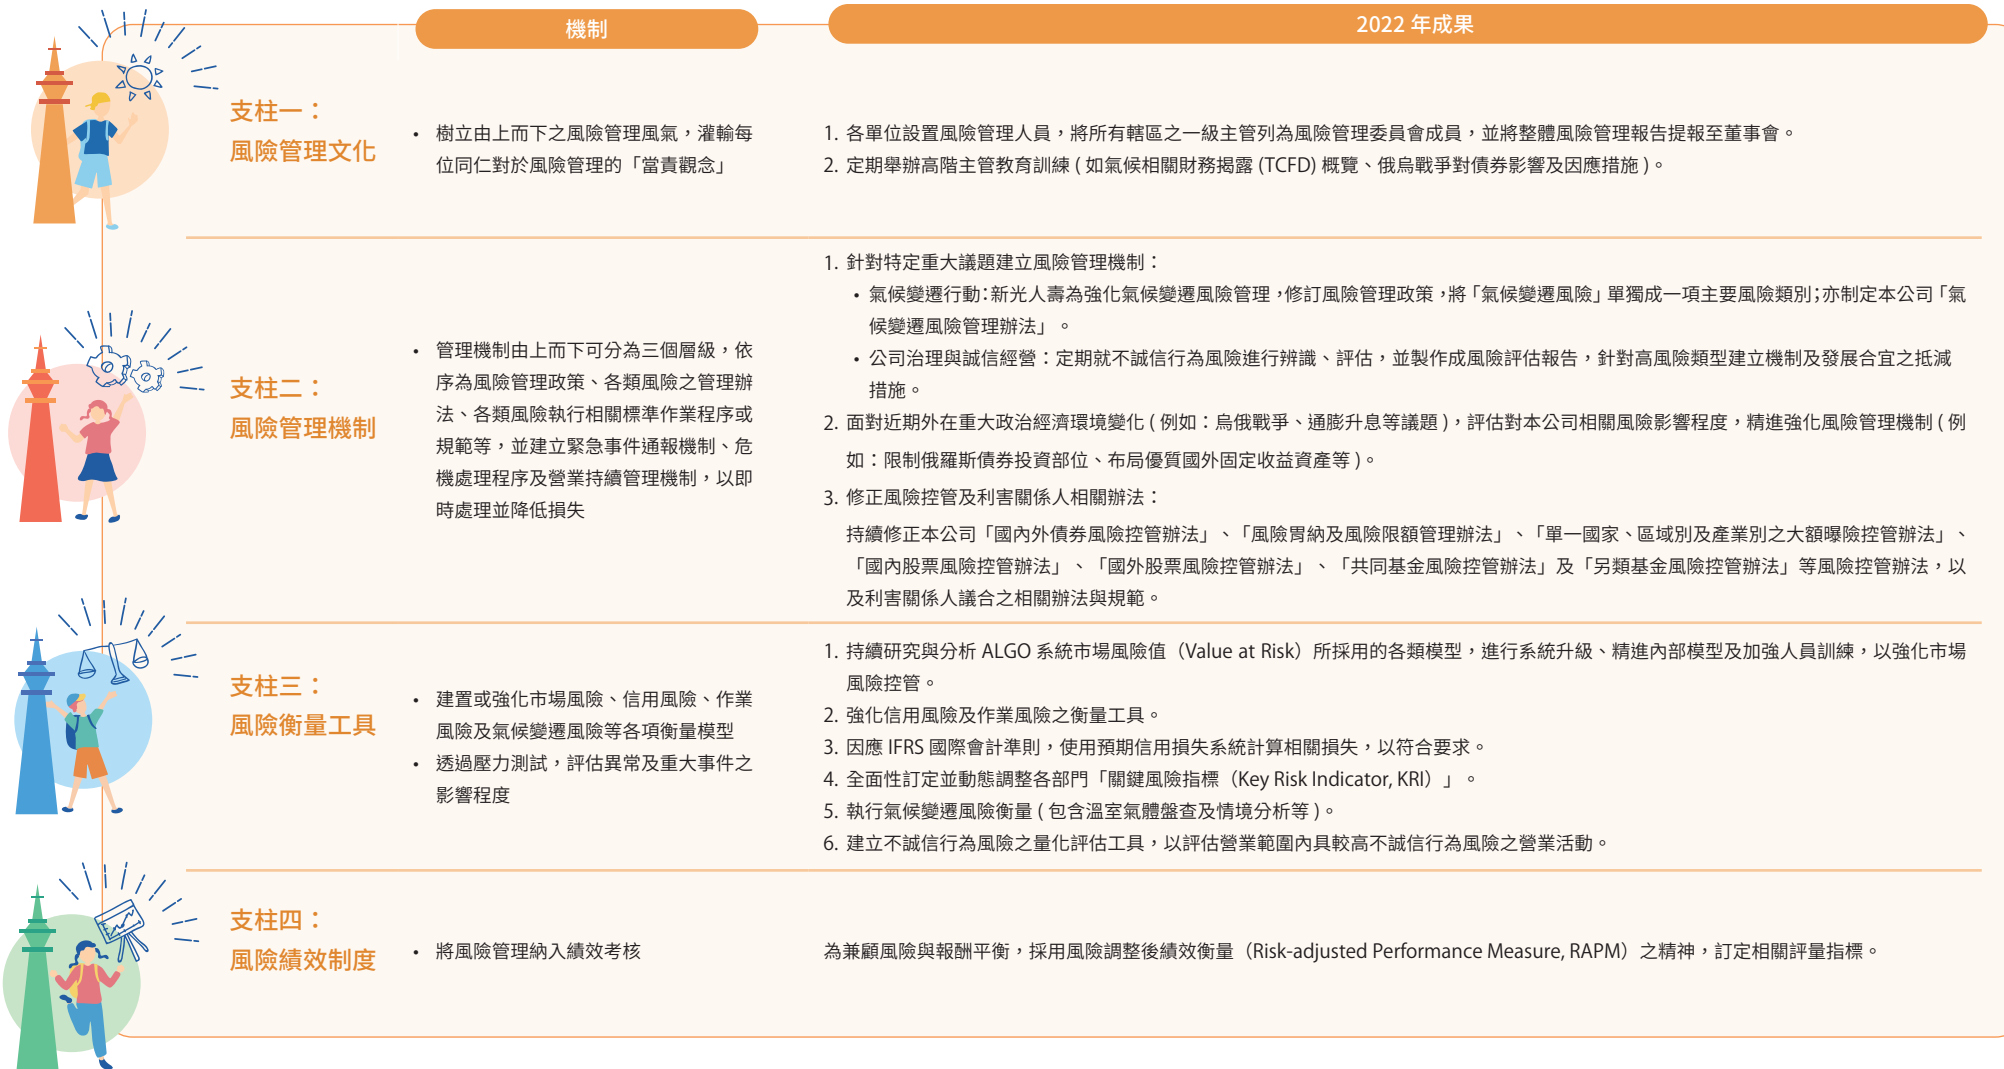 機制
2022 年成果
支柱一：
風險管理文化
• 樹立由上而下之風險管理風氣，灌輸每
位同仁對於風險管理的「當責觀念」
1. 各單位設置風險管理人員，將所有轄區之一級主管列為風險管理委員會成員，並將整體風險管理報告提報至董事會。
2. 定期舉辦高階主管教育訓練 ( 如氣候相關財務揭露 (TCFD) 概覽、俄烏戰爭對債券影響及因應措施 )。
支柱二：
風險管理機制
• 管理機制由上而下可分為三個層級，依
序為風險管理政策、各類風險之管理辦
法、各類風險執行相關標準作業程序或
規範等，並建立緊急事件通報機制、危
機處理程序及營業持續管理機制，以即
時處理並降低損失
1. 針對特定重大議題建立風險管理機制：
• 氣候變遷行動：新光人壽為強化氣候變遷風險管理，修訂風險管理政策，將「氣候變遷風險」單獨成一項主要風險類別；亦制定本公司「氣
候變遷風險管理辦法」。
• 公司治理與誠信經營：定期就不誠信行為風險進行辨識、評估，並製作成風險評估報告，針對高風險類型建立機制及發展合宜之抵減
措施。
2. 面對近期外在重大政治經濟環境變化 ( 例如：烏俄戰爭、通膨升息等議題 )，評估對本公司相關風險影響程度，精進強化風險管理機制 ( 例
如：限制俄羅斯債券投資部位、布局優質國外固定收益資產等 )。
3. 修正風險控管及利害關係人相關辦法：
持續修正本公司「國內外債券風險控管辦法」、「風險胃納及風險限額管理辦法」、「單一國家、區域別及產業別之大額曝險控管辦法」、
「國內股票風險控管辦法」、「國外股票風險控管辦法」、「共同基金風險控管辦法」及「另類基金風險控管辦法」等風險控管辦法，以
及利害關係人議合之相關辦法與規範。
支柱三：
風險衡量工具
• 建置或強化市場風險、信用風險、作業
風險及氣候變遷風險等各項衡量模型
• 透過壓力測試，評估異常及重大事件之
影響程度
1. 持續研究與分析 ALGO 系統市場風險值（Value at Risk）所採用的各類模型，進行系統升級、精進內部模型及加強人員訓練，以強化市場
風險控管。
2. 強化信用風險及作業風險之衡量工具。
3. 因應 IFRS 國際會計準則，使用預期信用損失系統計算相關損失，以符合要求。
4. 全面性訂定並動態調整各部門「關鍵風險指標（Key Risk Indicator, KRI）」。
5. 執行氣候變遷風險衡量 ( 包含溫室氣體盤查及情境分析等 )。
6. 建立不誠信行為風險之量化評估工具，以評估營業範圍內具較高不誠信行為風險之營業活動。
支柱四：
風險績效制度
• 將風險管理納入績效考核
為兼顧風險與報酬平衡，採用風險調整後績效衡量（Risk-adjusted Performance Measure, RAPM）之精神，訂定相關評量指標。